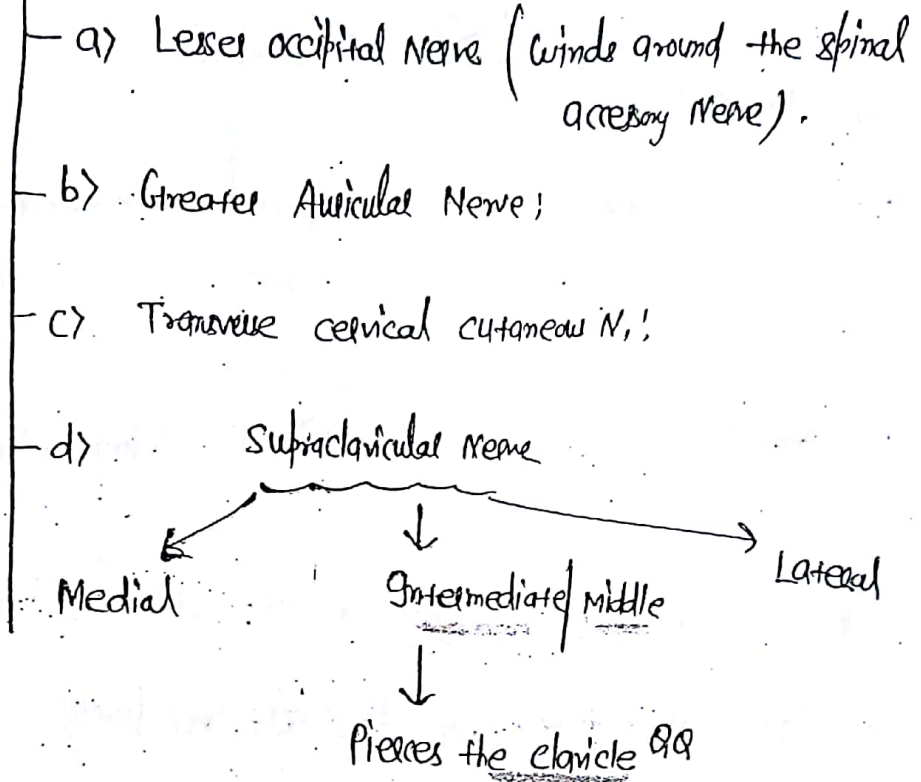 a) Lesser occipital Nerve (winds around the spinal
accesory Nerve).
b) Greater Auricular Nerve;
c) Transverse cervical cutaneous N,!
d) Supraclavicular Nerve
Medial Intermediate/Middle Lateral
Pierces the clavicle QQ